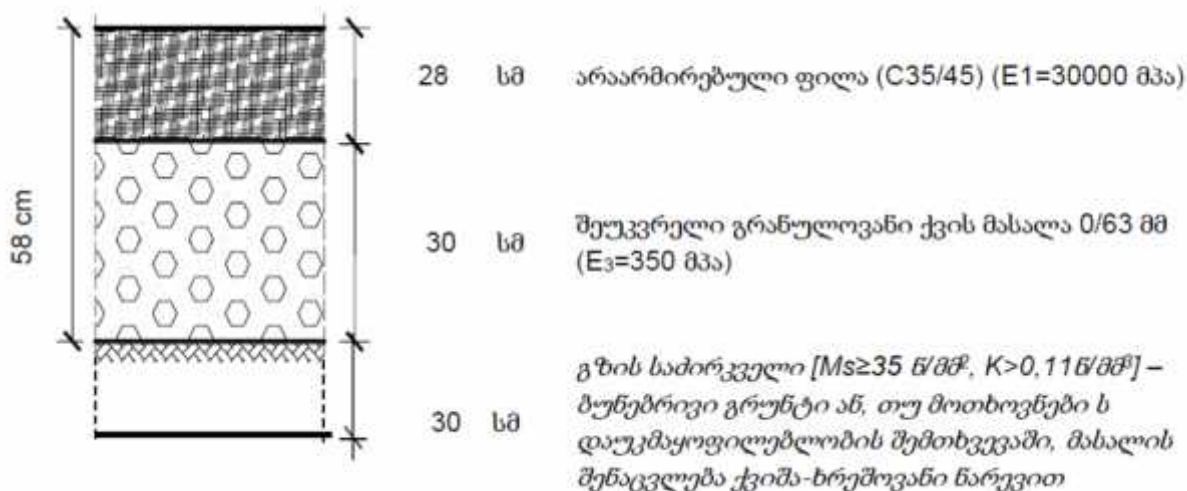 28 სმ არაარმირებული ფილა (C35/45) (E1=30000 მპა)
58 cm
30 სმ შეუკვრელი გრანულოვანი ქვის მასალა 0/63 მმ
(E₃=350 მპა)
30 სმ გზის საძირკველი [Ms≥35 ნ/მმ², K>0,11ნ/მმ³] –
ბუნებრივი გრუნტი ან, თუ მოთხოვნები ს
დაუკმაყოფილებლობის შემთხვევაში, მასალის
შენაცვლება ქვიშა-ხრეშოვანი ნარევით